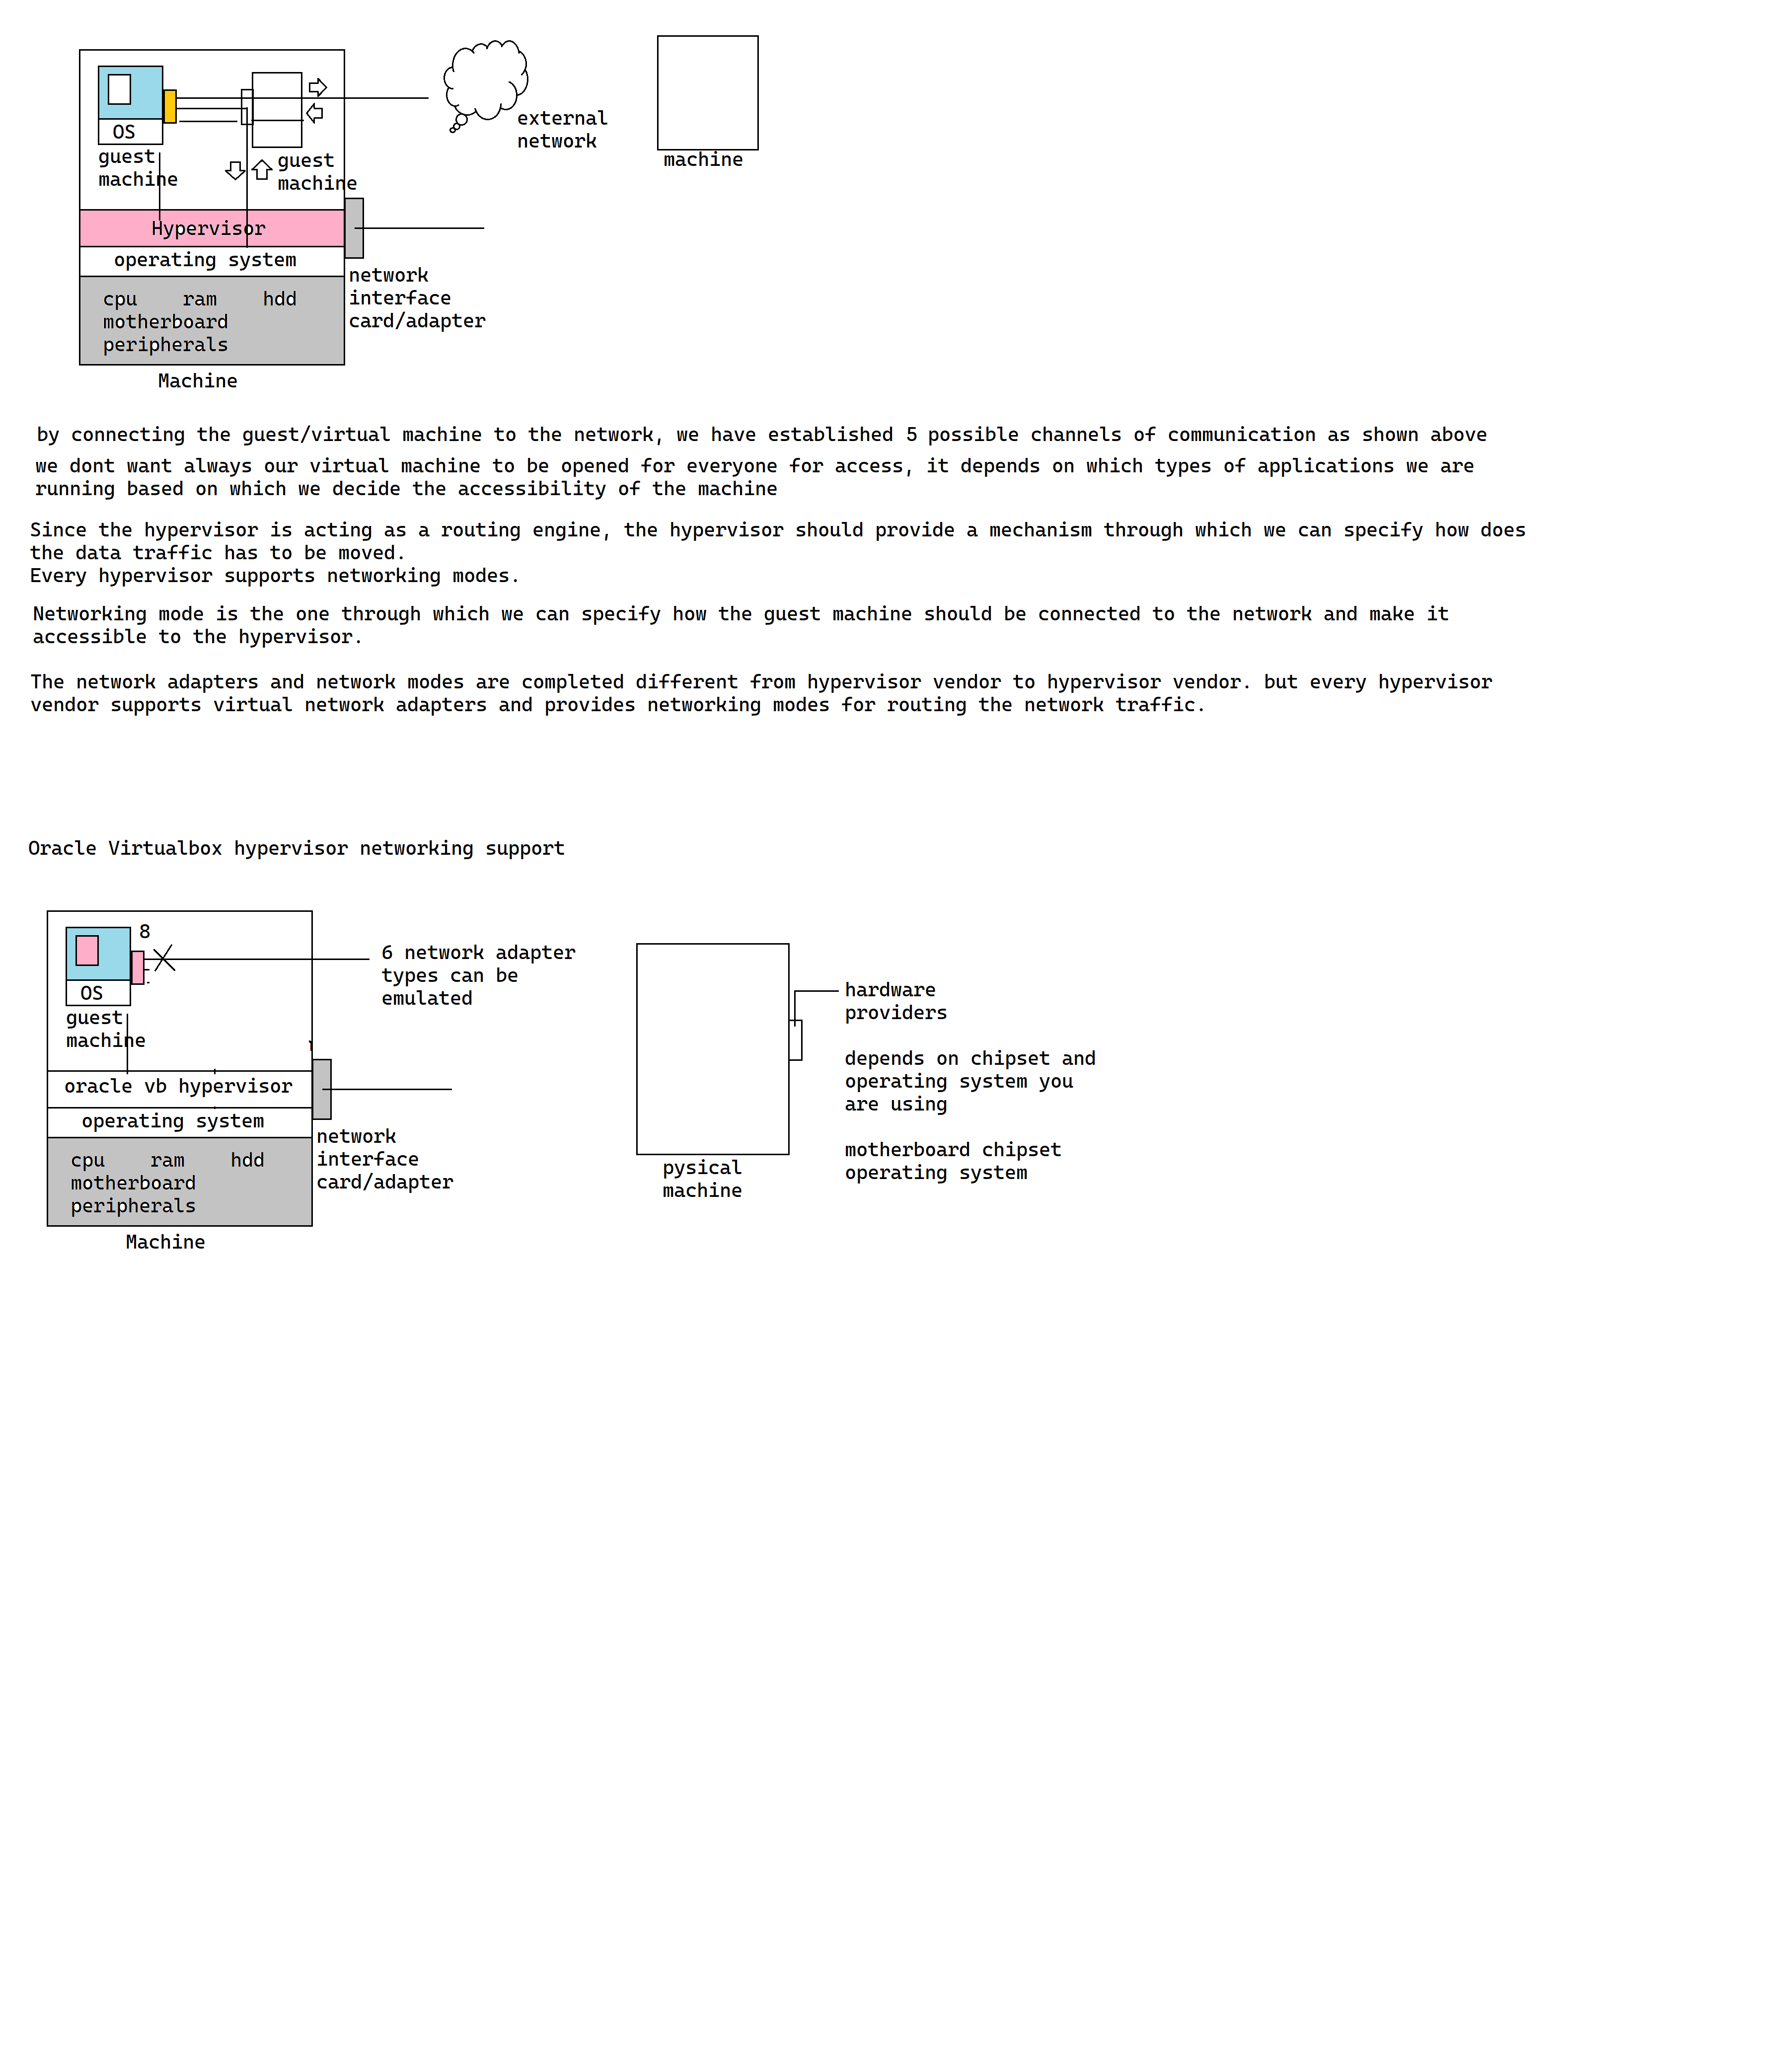 OS
guest
machine
guest
machine
external
network
machine
Hypervisor
operating system
cpu ram hdd
motherboard
peripherals
network
interface
card/adapter
Machine
by connecting the guest/virtual machine to the network, we have established 5 possible channels of communication as shown above
we dont want always our virtual machine to be opened for everyone for access, it depends on which types of applications we are
running based on which we decide the accessibility of the machine
Since the hypervisor is acting as a routing engine, the hypervisor should provide a mechanism through which we can specify how does
the data traffic has to be moved.
Every hypervisor supports networking modes.
Networking mode is the one through which we can specify how the guest machine should be connected to the network and make it
accessible to the hypervisor.
The network adapters and network modes are completed different from hypervisor vendor to hypervisor vendor. but every hypervisor
vendor supports virtual network adapters and provides networking modes for routing the network traffic.
Oracle Virtualbox hypervisor networking support
8
OS
guest
machine
6 network adapter
types can be
emulated
oracle vb hypervisor
operating system
cpu ram hdd
motherboard
peripherals
network
interface
card/adapter
Machine
pysical
machine
hardware
providers
depends on chipset and
operating system you
are using
motherboard chipset
operating system